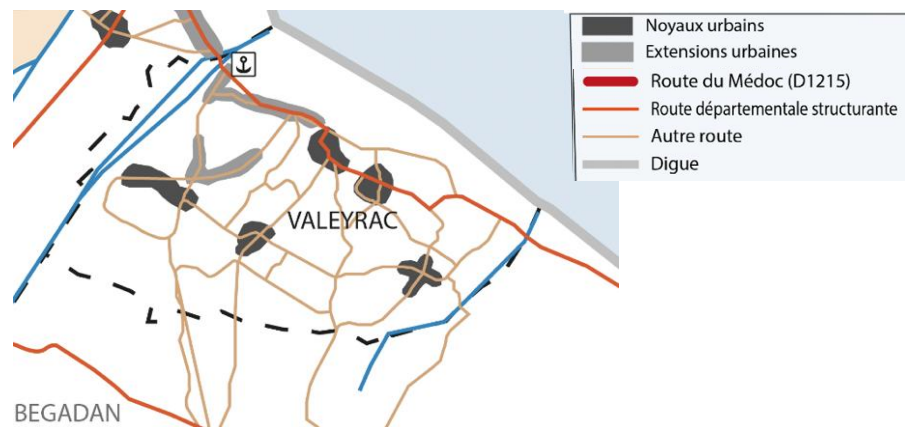 Noyaux urbains
Extensions urbaines
Route du Médoc (D1215)
Route départementale structurante
Autre route
Digue
VALEYRAC
BEGADAN